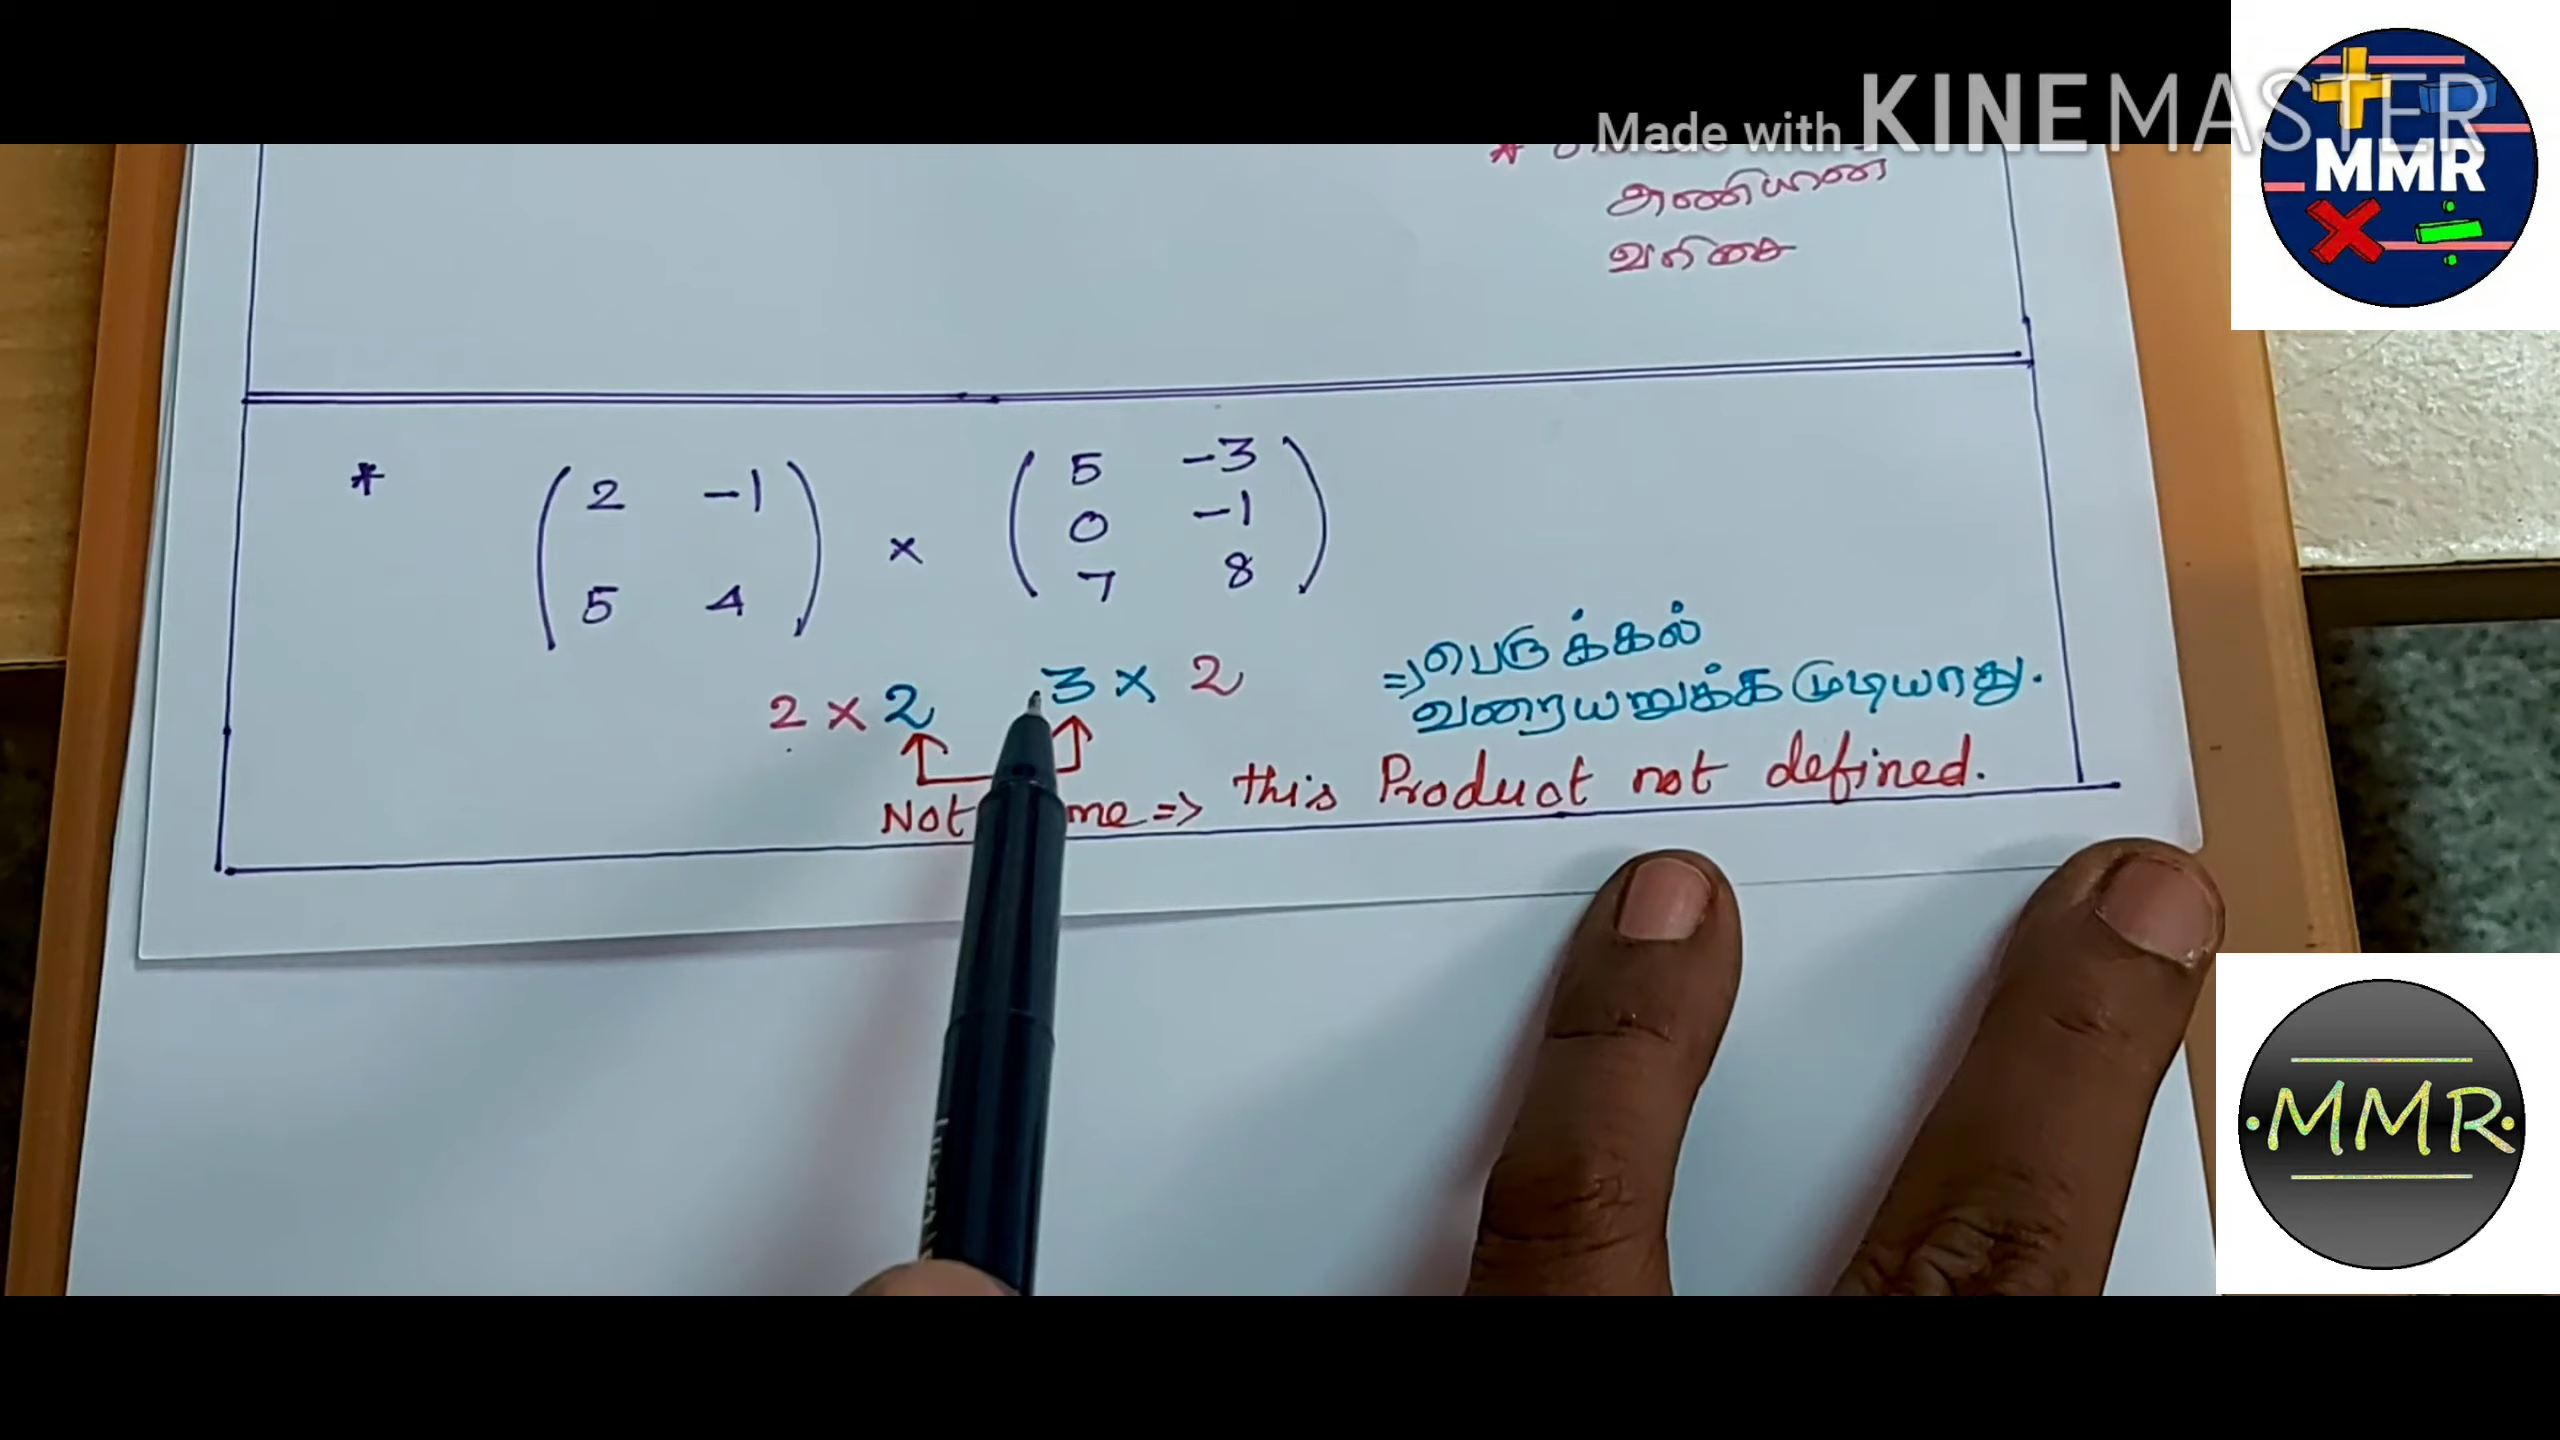 Made with KINEMASTER
MMR
அணியான
வரிசை
* ( 2 -1 ) × ( 5 -3 )
0 -1
5 4
7 8
2 × 2 3 × 2
=> பெருக்கல்
வரையறுக்க முடியாது.
Not => this Product not defined.
MMR